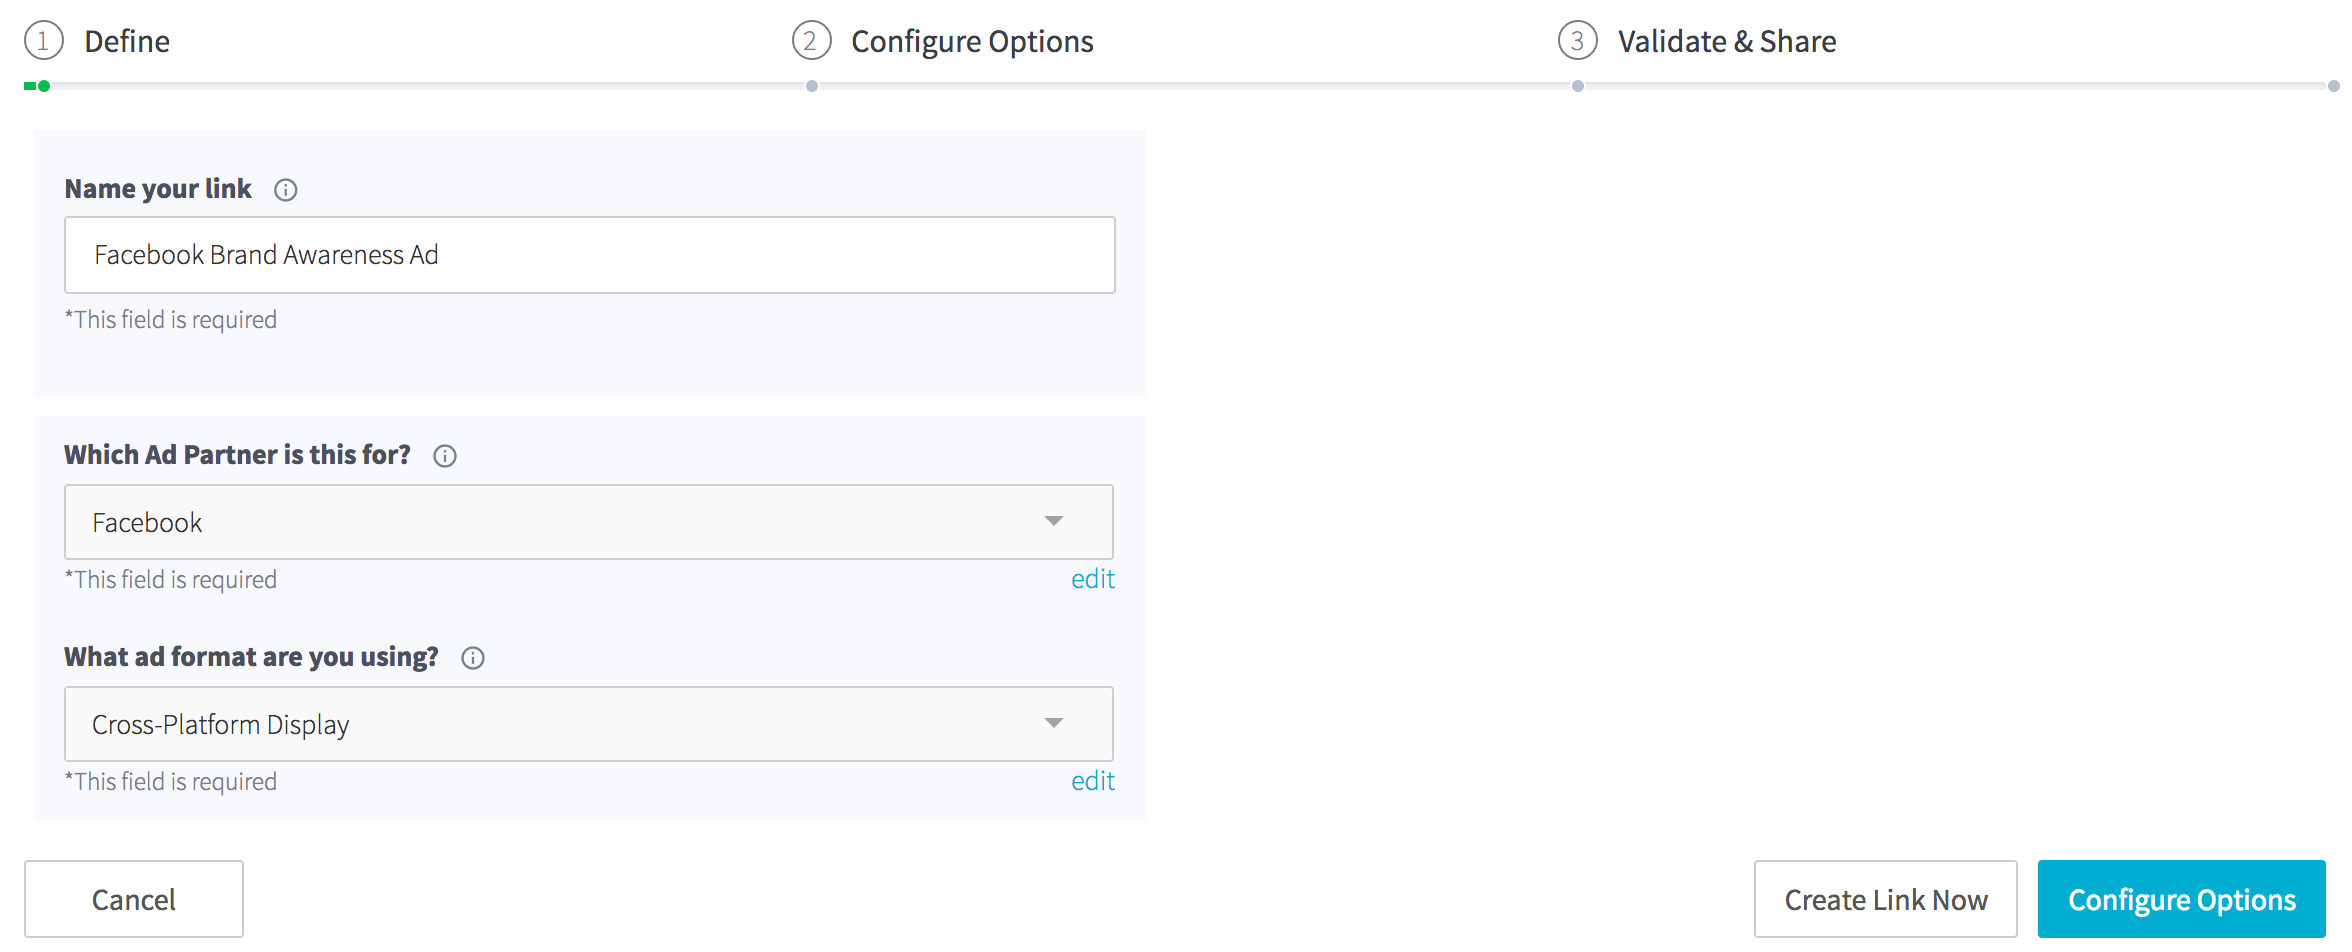 1 Define
2 Configure Options
3 Validate & Share
Name your link
Facebook Brand Awareness Ad
*This field is required
Which Ad Partner is this for?
Facebook
*This field is required
edit
What ad format are you using?
Cross-Platform Display
*This field is required
edit
Cancel
Create Link Now
Configure Options